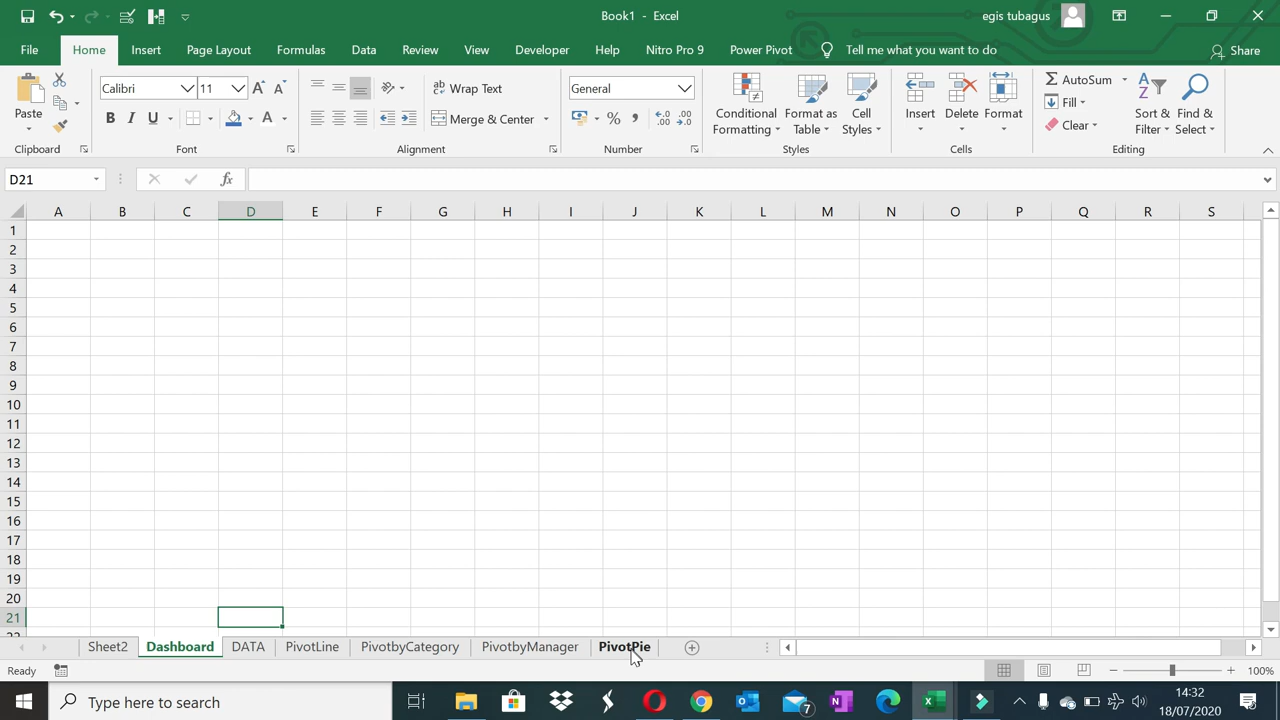 Book1 - Excel
egis tubagus
File Home Insert Page Layout Formulas Data Review View Developer Help Nitro Pro 9 Power Pivot Tell me what you want to do Share
Paste
Clipboard
Calibri 11
B I U A
Font
Wrap Text
Merge & Center
Alignment
General
%
Number
Conditional Formatting
Format as Table
Cell Styles
Styles
Insert Delete Format
Cells
AutoSum
Fill
Clear
Sort & Filter
Find & Select
Editing
D21 fx
A B C D E F G H I J K L M N O P Q R S
1
2
3
4
5
6
7
8
9
10
11
12
13
14
15
16
17
18
19
20
21
22
Sheet2 Dashboard DATA PivotLine PivotbyCategory PivotbyManager PivotPie
Ready 100%
Type here to search
7
14:32
18/07/2020